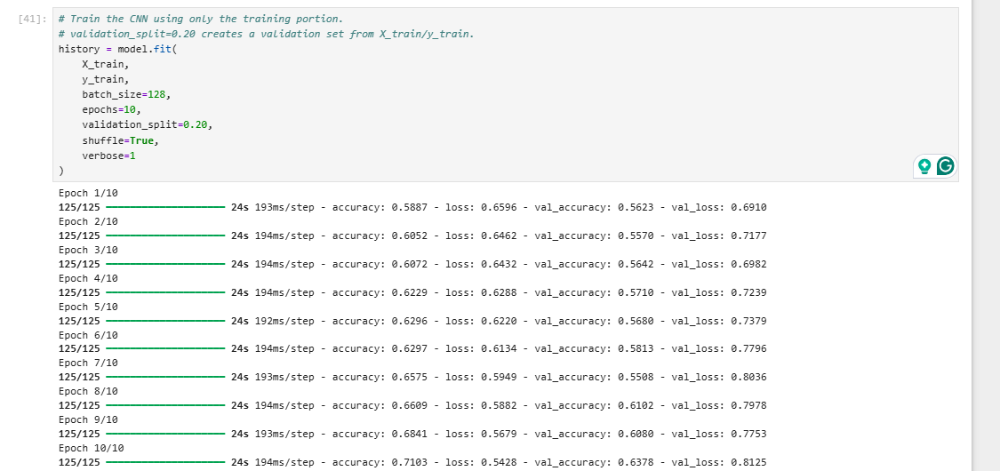 [41]:
# Train the CNN using only the training portion.
# validation_split=0.20 creates a validation set from X_train/y_train.
history = model.fit(
    X_train,
    y_train,
    batch_size=128,
    epochs=10,
    validation_split=0.20,
    shuffle=True,
    verbose=1
)
Epoch 1/10
125/125 24s 193ms/step - accuracy: 0.5887 - loss: 0.6596 - val_accuracy: 0.5623 - val_loss: 0.6910
Epoch 2/10
125/125 24s 194ms/step - accuracy: 0.6052 - loss: 0.6462 - val_accuracy: 0.5570 - val_loss: 0.7177
Epoch 3/10
125/125 24s 194ms/step - accuracy: 0.6072 - loss: 0.6432 - val_accuracy: 0.5642 - val_loss: 0.6982
Epoch 4/10
125/125 24s 194ms/step - accuracy: 0.6229 - loss: 0.6288 - val_accuracy: 0.5710 - val_loss: 0.7239
Epoch 5/10
125/125 24s 192ms/step - accuracy: 0.6296 - loss: 0.6220 - val_accuracy: 0.5680 - val_loss: 0.7379
Epoch 6/10
125/125 24s 194ms/step - accuracy: 0.6297 - loss: 0.6134 - val_accuracy: 0.5813 - val_loss: 0.7796
Epoch 7/10
125/125 24s 193ms/step - accuracy: 0.6575 - loss: 0.5949 - val_accuracy: 0.5508 - val_loss: 0.8036
Epoch 8/10
125/125 24s 194ms/step - accuracy: 0.6609 - loss: 0.5882 - val_accuracy: 0.6102 - val_loss: 0.7978
Epoch 9/10
125/125 24s 193ms/step - accuracy: 0.6841 - loss: 0.5679 - val_accuracy: 0.6080 - val_loss: 0.7753
Epoch 10/10
125/125 24s 194ms/step - accuracy: 0.7103 - loss: 0.5428 - val_accuracy: 0.6378 - val_loss: 0.8125